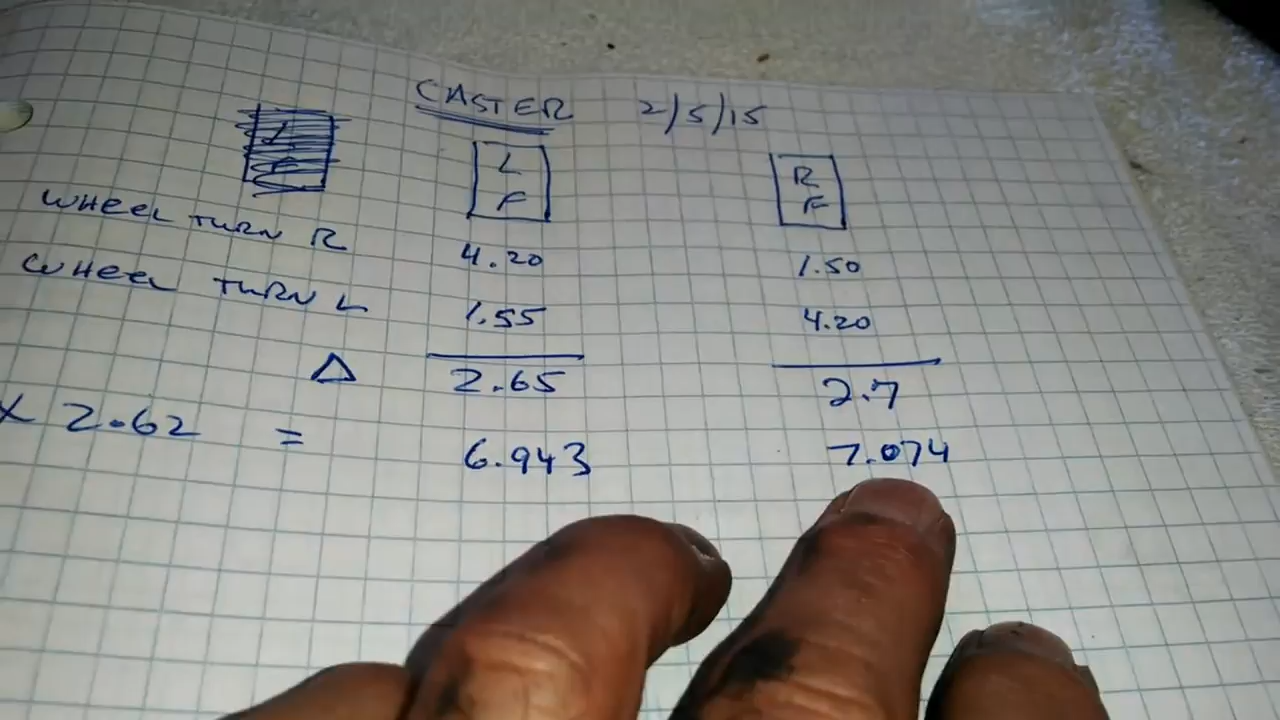 CASTER 2/5/15
L R
F F
WHEEL TURN R 4.20 1.50
WHEEL TURN L 1.55 4.20
Δ 2.65 2.7
X 2.62 = 6.943 7.074